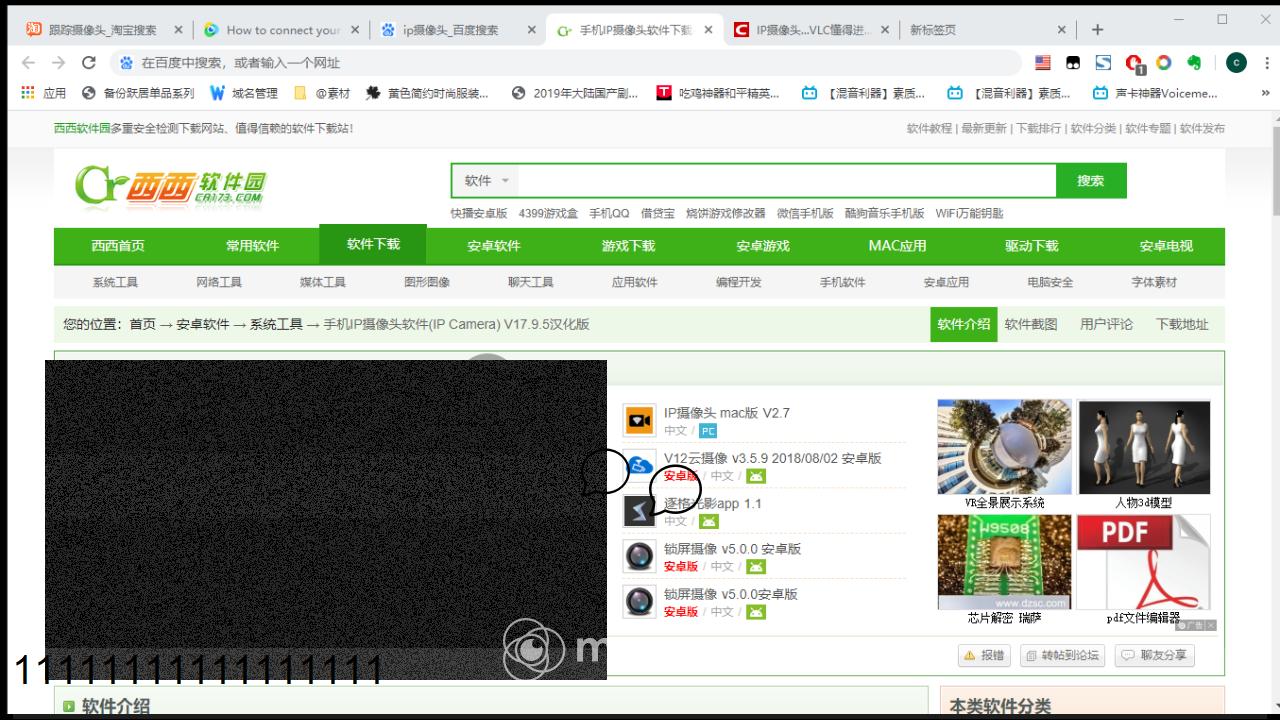 跟踪摄像头_淘宝搜索
How to connect your
ip摄像头_百度搜索
手机IP摄像头软件下载
IP摄像头...VLC懂得进...
新标签页
在百度中搜索，或者输入一个网址
1
C
应用
备份跃居单品系列
域名管理
@素材
黄色简约时尚服装...
2019年大陆国产剧...
吃鸡神器和平精英...
【混音利器】素质...
【混音利器】素质...
声卡神器Voiceme...
»
西西软件园多重安全检测下载网站、值得信赖的软件下载站!
软件教程 | 最新更新 | 下载排行 | 软件分类 | 软件专题 | 软件发布
Cr西西软件园
CR173.COM
软件
搜索
快播安卓版 4399游戏盒 手机QQ 借贷宝 烧饼游戏修改器 微信手机版 酷狗音乐手机版 WiFi万能钥匙
西西首页 常用软件 软件下载 安卓软件 游戏下载 安卓游戏 MAC应用 驱动下载 安卓电视
系统工具 网络工具 媒体工具 图形图像 聊天工具 应用软件 编程开发 手机软件 安卓应用 电脑安全 字体素材
您的位置：首页 → 安卓软件 → 系统工具 → 手机IP摄像头软件(IP Camera) V17.9.5汉化版
软件介绍 软件截图 用户评论 下载地址
IP摄像头 mac版 V2.7
中文 / PC
V12云摄像 v3.5.9 2018/08/02 安卓版
安卓版 / 中文 /
逐格光影app 1.1
中文 /
锁屏摄像 v5.0.0 安卓版
安卓版 / 中文 /
锁屏摄像 v5.0.0安卓版
安卓版 / 中文 /
VR全景展示系统
人物3d模型
W9508
www.dzsc.com
PDF
芯片解密 瑞萨
pdf文件编辑器
广告
m
11111111111111111
报错
转帖到论坛
聊友分享
软件介绍
本类软件分类